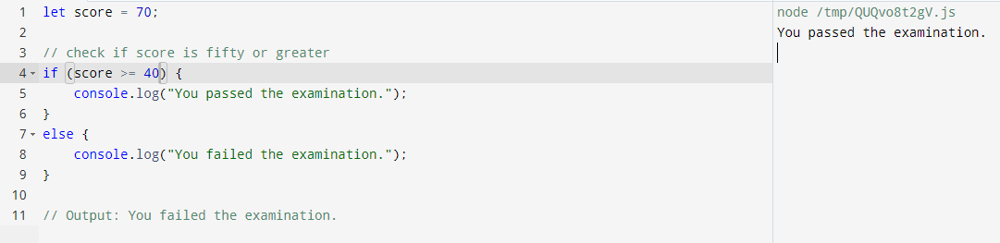 1 let score = 70;
2
3 // check if score is fifty or greater
4 if (score >= 40) {
5     console.log("You passed the examination.");
6 }
7 else {
8     console.log("You failed the examination.");
9 }
10
11 // Output: You failed the examination.
node /tmp/QUQvo8t2gV.js
You passed the examination.